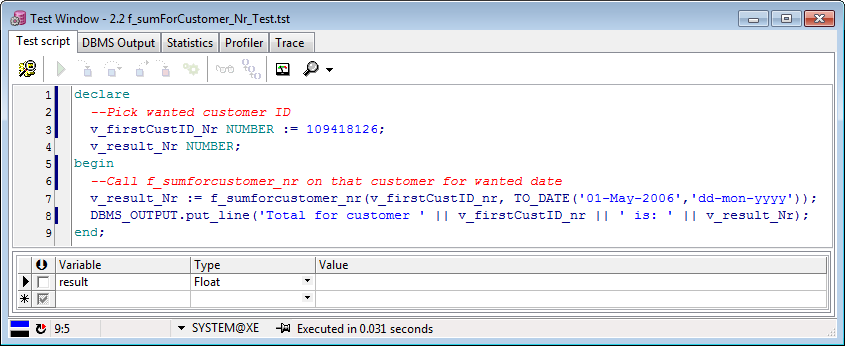 Test Window - 2.2 f_sumForCustomer_Nr_Test.tst
Test script DBMS Output Statistics Profiler Trace
1 declare
2 --Pick wanted customer ID
3 v_firstCustID_Nr NUMBER := 109418126;
4 v_result_Nr NUMBER;
5 begin
6 --Call f_sumforcustomer_nr on that customer for wanted date
7 v_result_Nr := f_sumforcustomer_nr(v_firstCustID_nr, TO_DATE('01-May-2006','dd-mon-yyyy'));
8 DBMS_OUTPUT.put_line('Total for customer ' || v_firstCustID_nr || ' is: ' || v_result_Nr);
9 end;
Variable Type Value
result Float
9:5 SYSTEM@XE Executed in 0.031 seconds